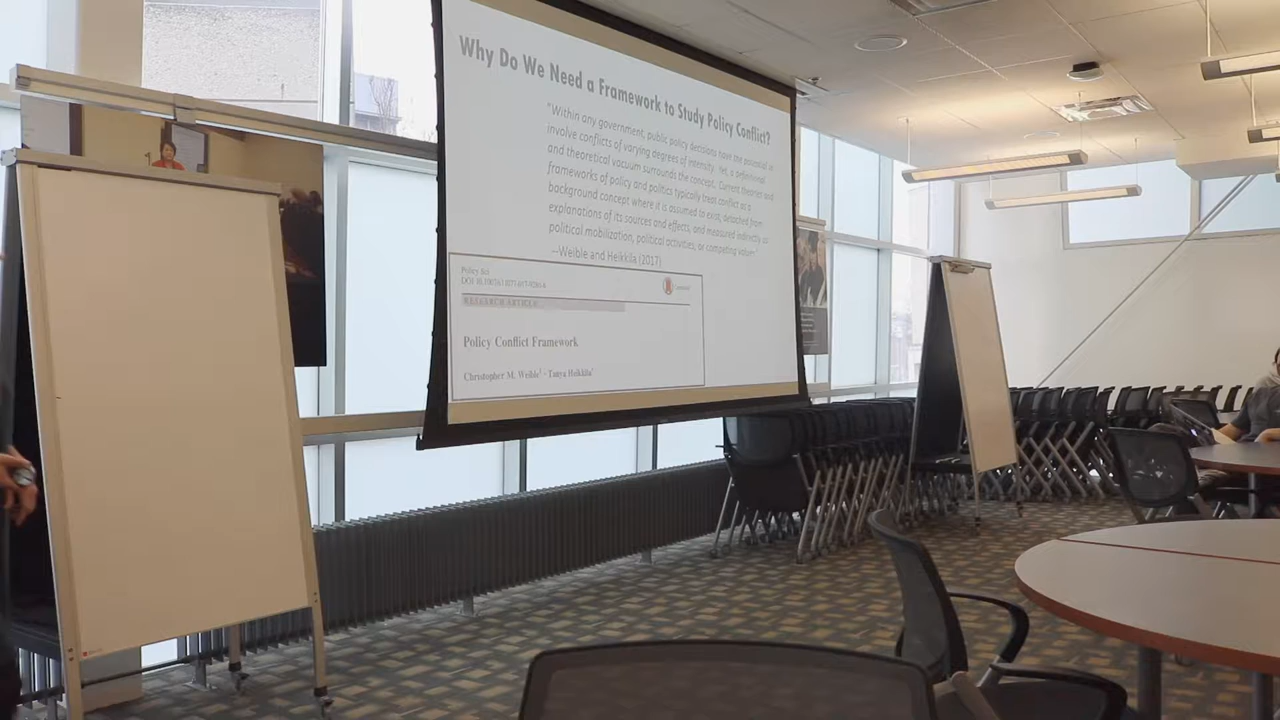 Why Do We Need a Framework to Study Policy Conflict?
"Within any government, public policy decisions have the potential to
involve conflicts of varying degrees of intensity. Yet, a definitional
and theoretical vacuum surrounds the concept. Current theories and
frameworks of policy and politics typically treat conflict as a
background concept where it is assumed to exist, detached from
explanations of its sources and effects, and measured indirectly as
political mobilization, political activities, or competing values"
--Weible and Heikkila (2017)
Policy Sci
DOI
RESEARCH ARTICLE
Policy Conflict Framework
Christopher M. Weible¹ · Tanya Heikkila¹